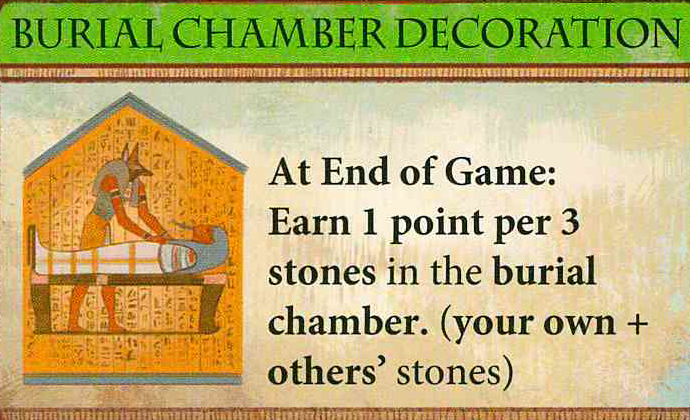 BURIAL CHAMBER DECORATION
At End of Game:
Earn 1 point per 3
stones in the burial
chamber. (your own +
others' stones)